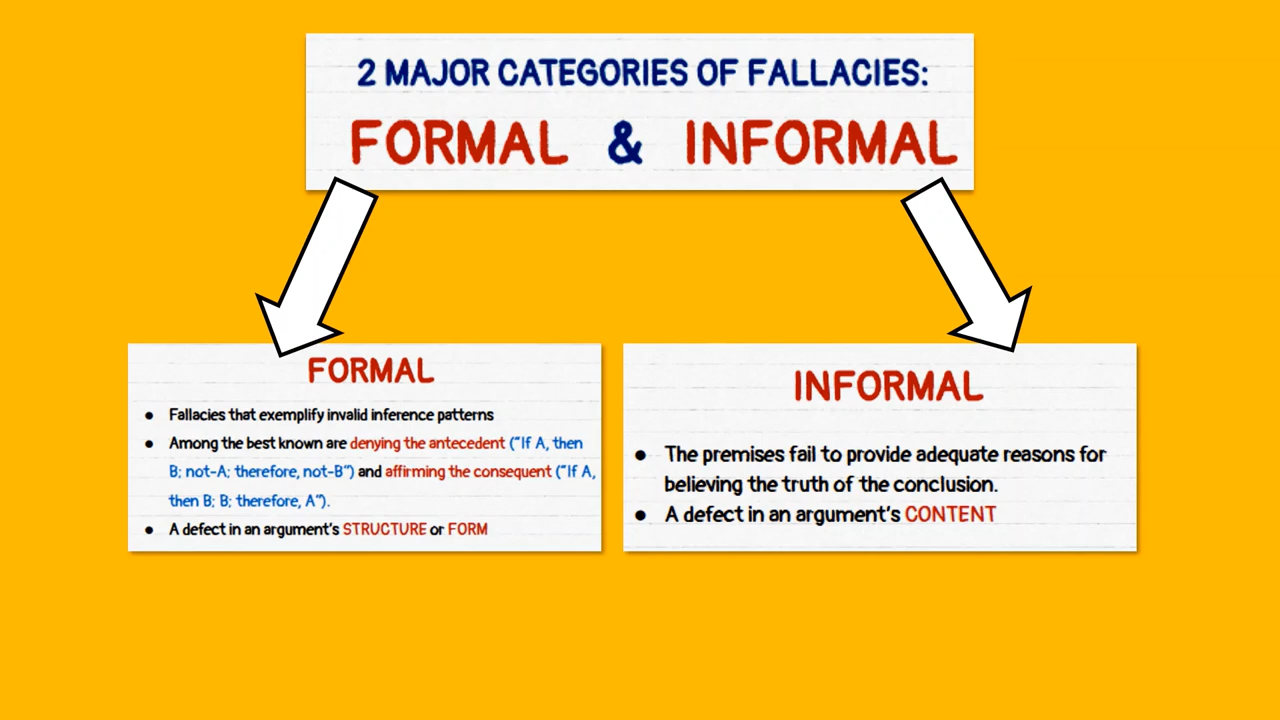 2 MAJOR CATEGORIES OF FALLACIES:
FORMAL & INFORMAL
FORMAL
● Fallacies that exemplify invalid inference patterns
● Among the best known are denying the antecedent ("If A, then
B; not-A; therefore, not-B") and affirming the consequent ("If A,
then B; B; therefore, A").
● A defect in an argument's STRUCTURE or FORM
INFORMAL
● The premises fail to provide adequate reasons for
believing the truth of the conclusion.
● A defect in an argument's CONTENT